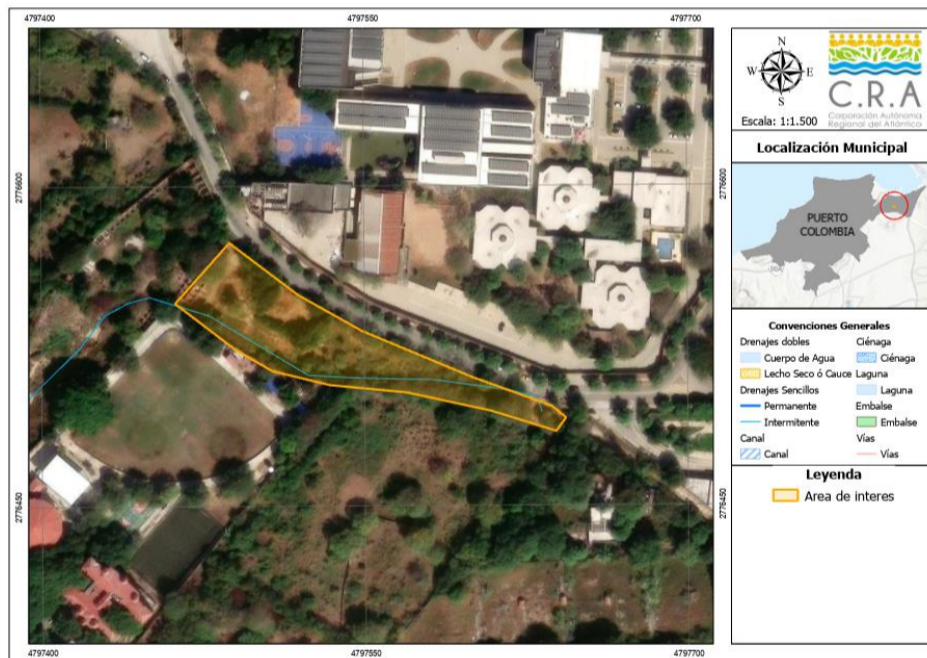 4797400
4797550
4797700
2776600
2776450
2776600
2776450
4797400
4797550
4797700
N
W
E
S
Escala: 1:1.500
C.R.A
Corporación Autónoma
Regional del Atlántico
Localización Municipal
PUERTO
COLOMBIA
Convenciones Generales
Drenajes dobles
Cuerpo de Agua
Lecho Seco ó Cauce
Drenajes Sencillos
Permanente
Intermitente
Canal
Canal
Ciénaga
Ciénaga
Laguna
Laguna
Embalse
Embalse
Vías
Vías
Leyenda
Area de interes